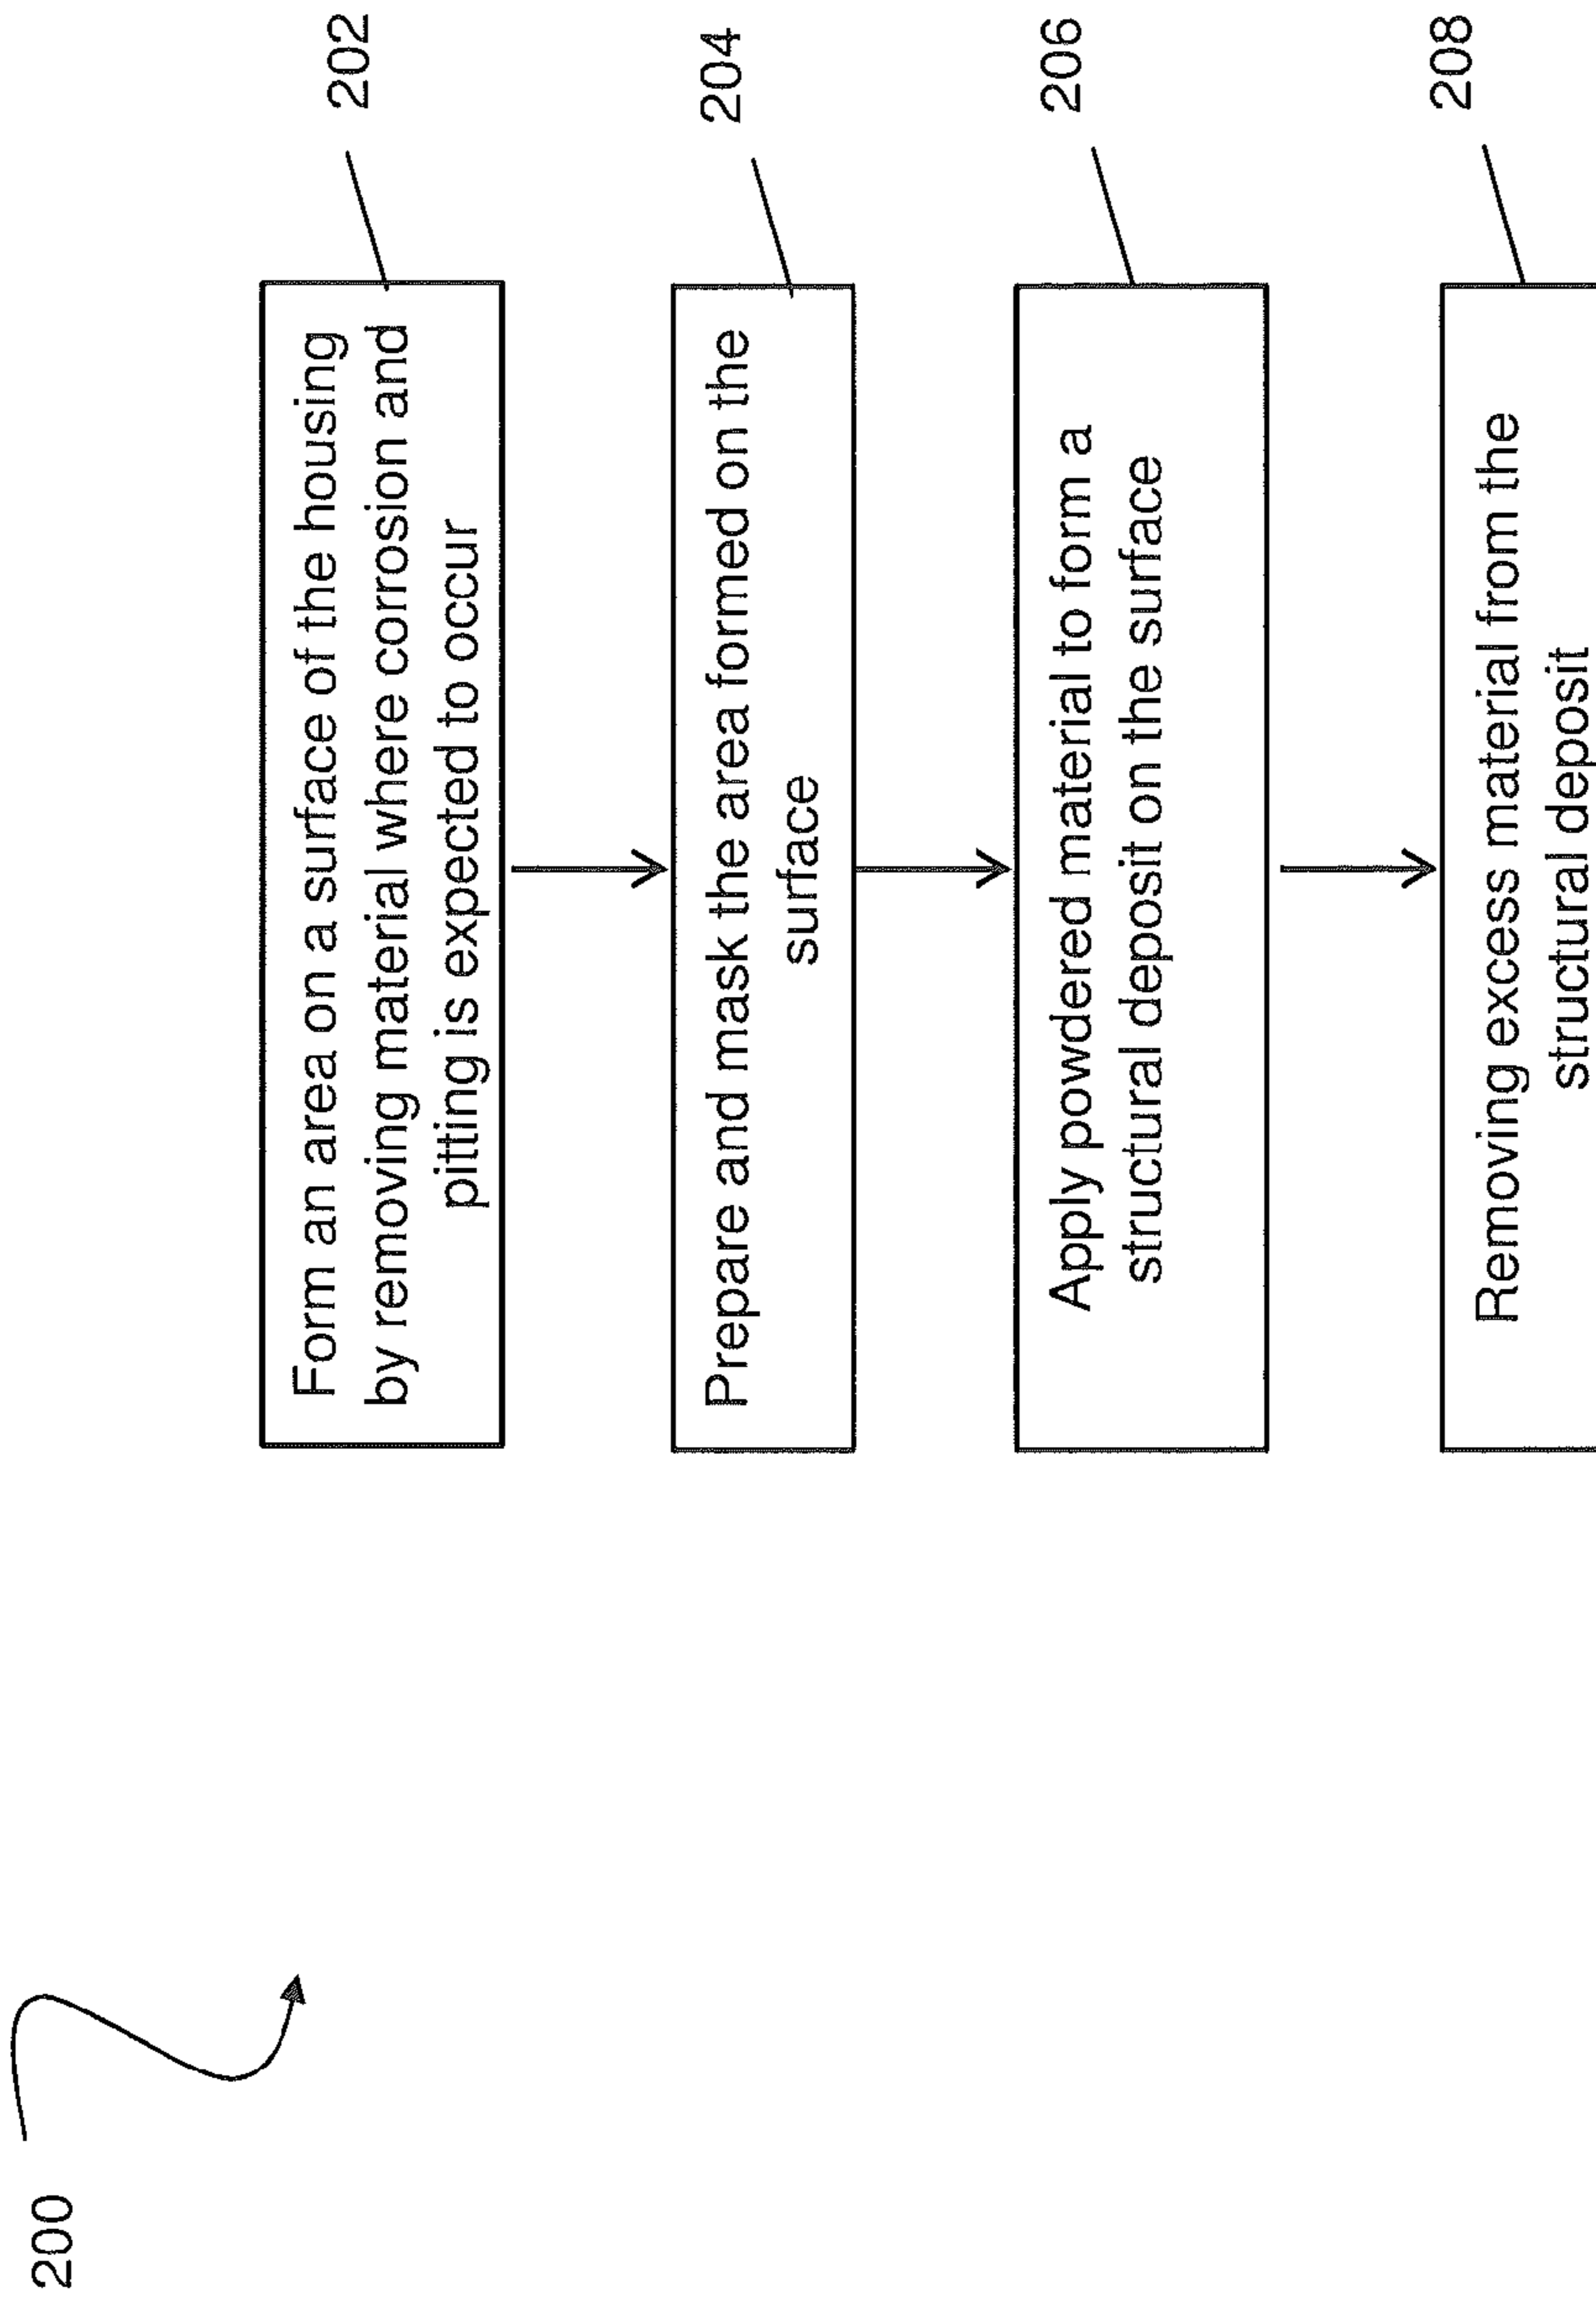 200
Form an area on a surface of the housing
by removing material where corrosion and
pitting is expected to occur
202
Prepare and mask the area formed on the
surface
204
Apply powdered material to form a
structural deposit on the surface
206
Removing excess material from the
structural deposit
208